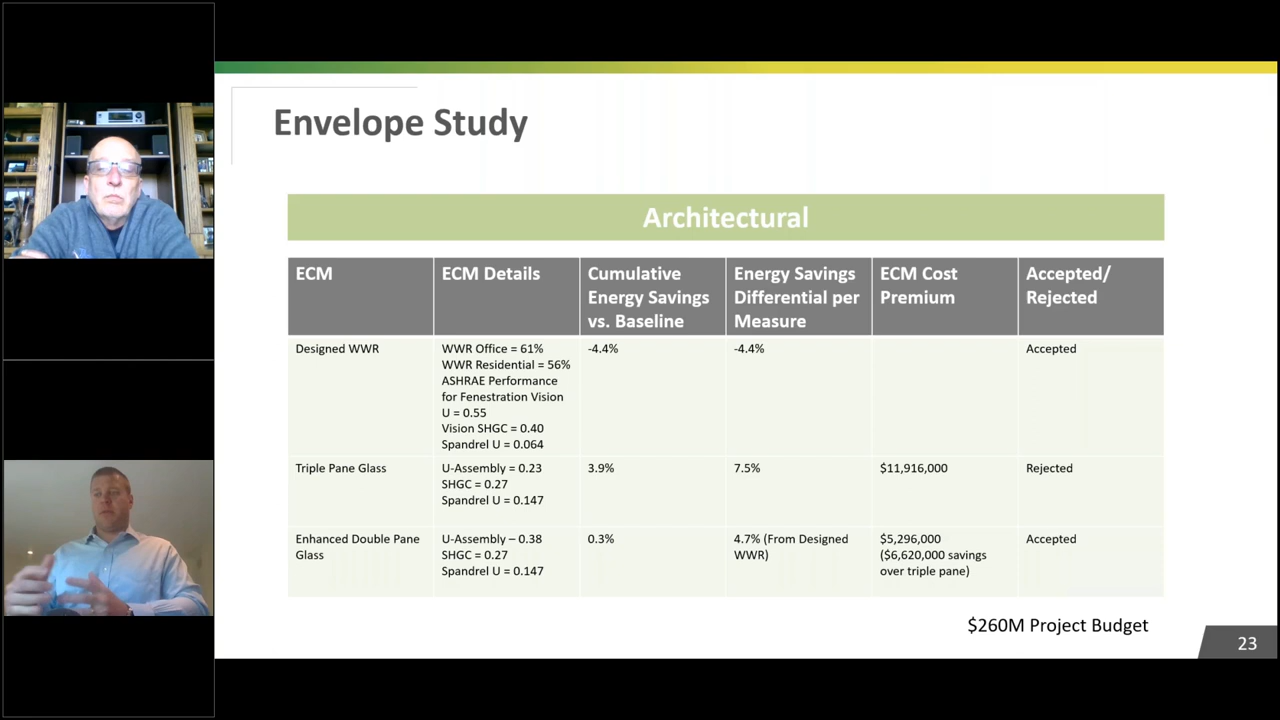 Envelope Study
Architectural
ECM
ECM Details
Cumulative
Energy Savings
vs. Baseline
Energy Savings
Differential per
Measure
ECM Cost
Premium
Accepted/
Rejected
Designed WWR
WWR Office = 61%
WWR Residential = 56%
ASHRAE Performance
for Fenestration Vision
U = 0.55
Vision SHGC = 0.40
Spandrel U = 0.064
-4.4%
-4.4%
Accepted
Triple Pane Glass
U-Assembly = 0.23
SHGC = 0.27
Spandrel U = 0.147
3.9%
7.5%
$11,916,000
Rejected
Enhanced Double Pane
Glass
U-Assembly – 0.38
SHGC = 0.27
Spandrel U = 0.147
0.3%
4.7% (From Designed
WWR)
$5,296,000
($6,620,000 savings
over triple pane)
Accepted
$260M Project Budget
23